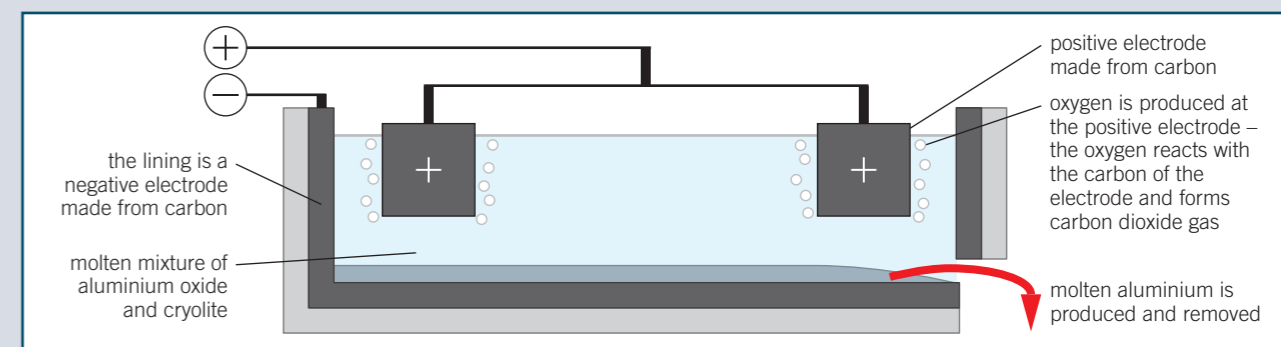 +
−
the lining is a
negative electrode
made from carbon
molten mixture of
aluminium oxide
and cryolite
+
+
positive electrode
made from carbon
oxygen is produced at
the positive electrode –
the oxygen reacts with
the carbon of the
electrode and forms
carbon dioxide gas
molten aluminium is
produced and removed